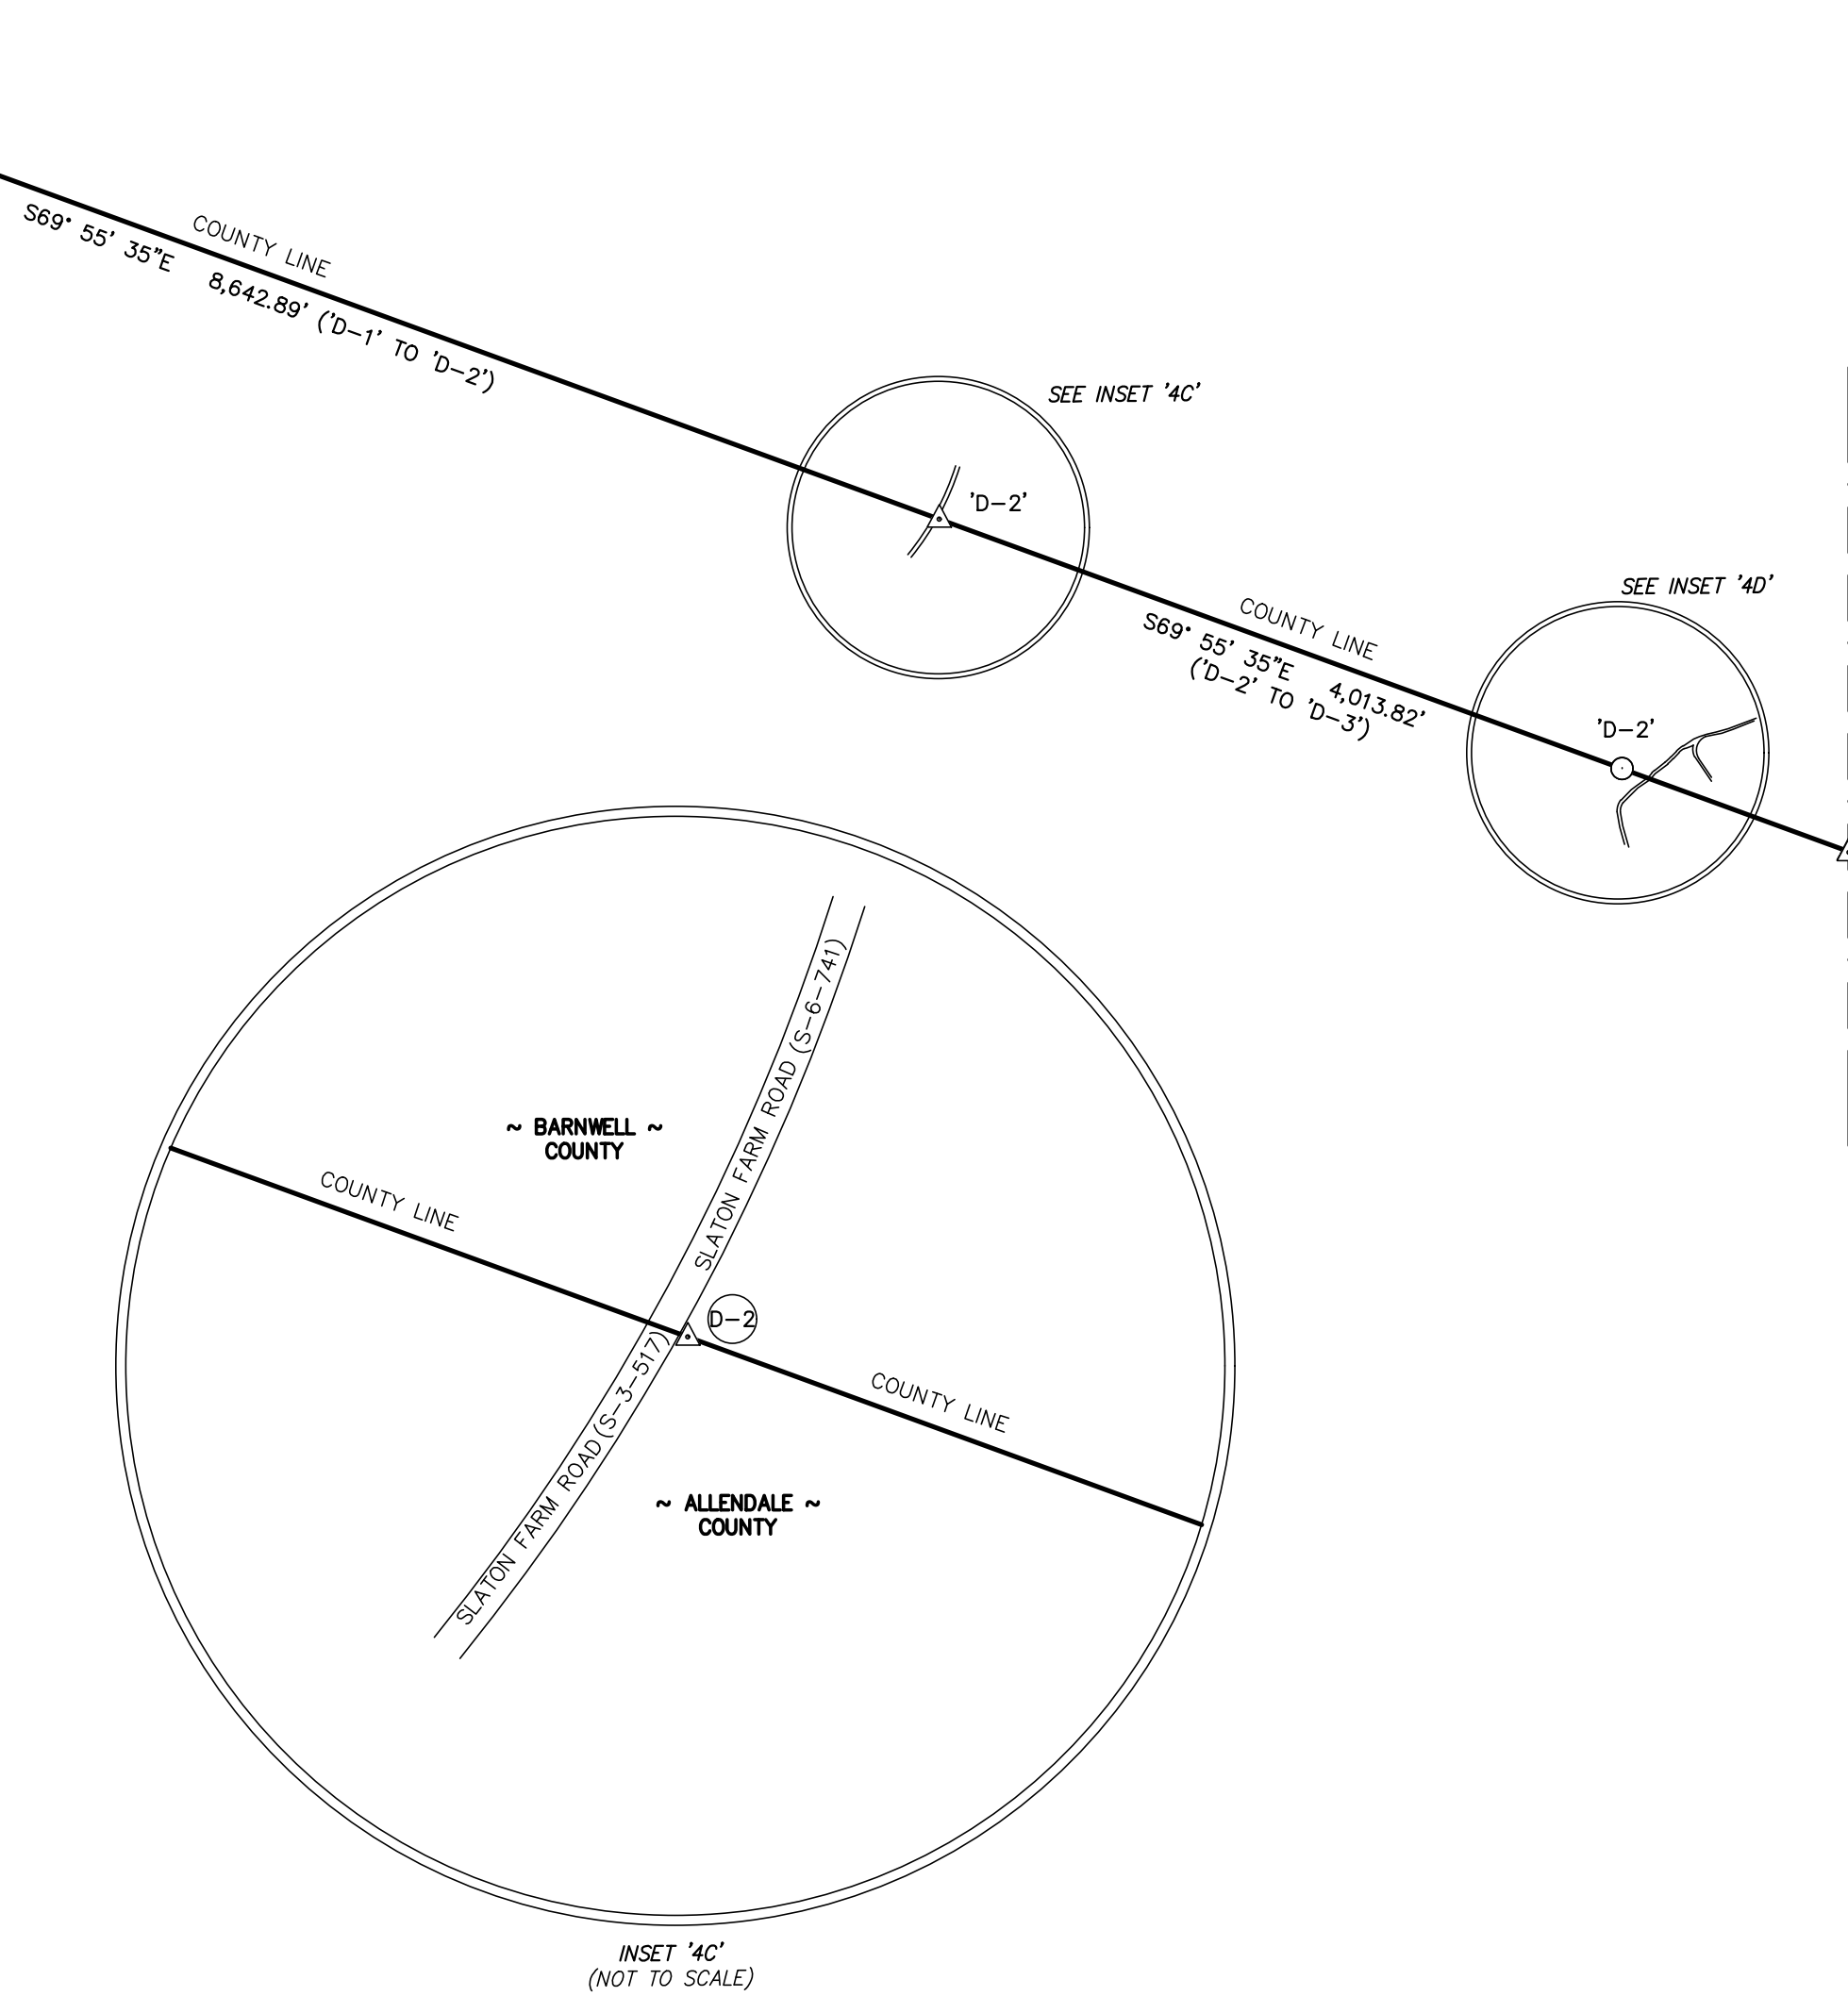 COUNTY LINE
S69° 55' 35"E 8,642.89' ('D-1' TO 'D-2')
SEE INSET '4C'
'D-2'
SEE INSET '4D'
COUNTY LINE
S69° 55' 35"E 4,013.82'
('D-2' TO 'D-3')
'D-2'
SLATON FARM ROAD (S-6-741)
~ BARNWELL ~
COUNTY
COUNTY LINE
D-2
SLATON FARM ROAD (S-3-517)
COUNTY LINE
~ ALLENDALE ~
COUNTY
INSET '4C'
(NOT TO SCALE)